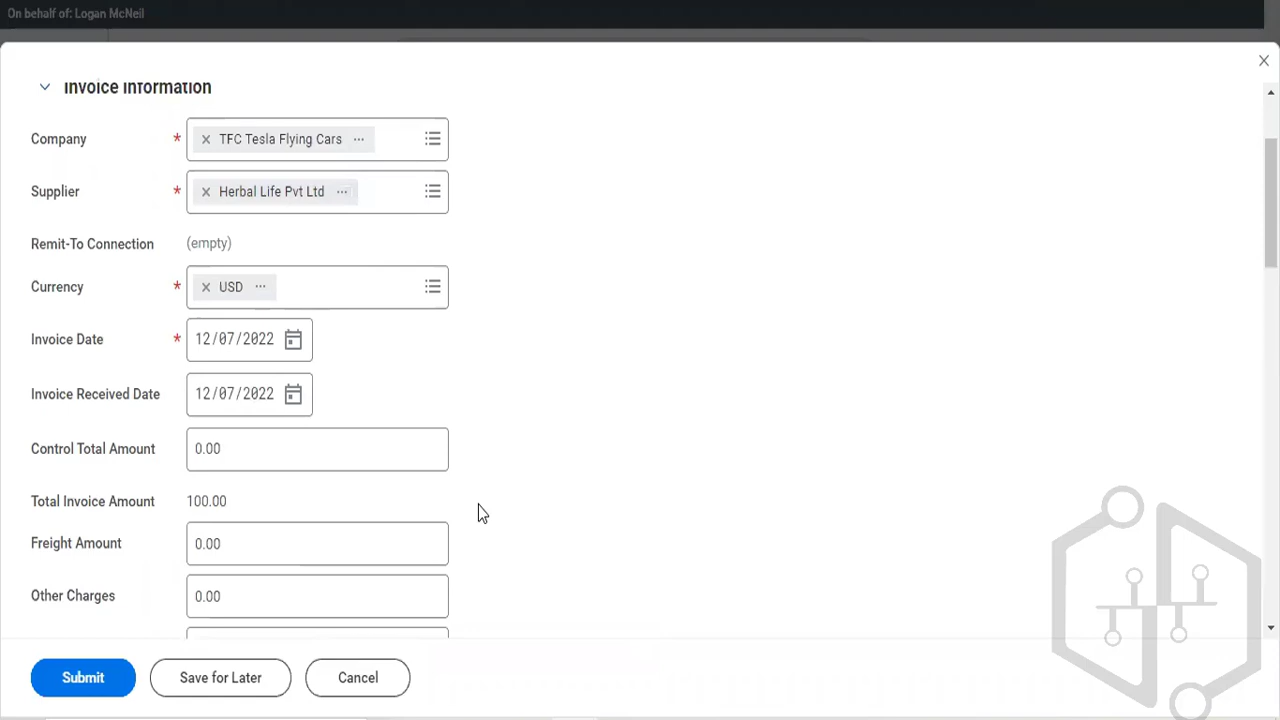 On behalf of: Logan McNeil
Invoice Information
Company * TFC Tesla Flying Cars
Supplier * Herbal Life Pvt Ltd
Remit-To Connection (empty)
Currency * USD
Invoice Date * 12/07/2022
Invoice Received Date 12/07/2022
Control Total Amount 0.00
Total Invoice Amount 100.00
Freight Amount 0.00
Other Charges 0.00
Submit Save for Later Cancel